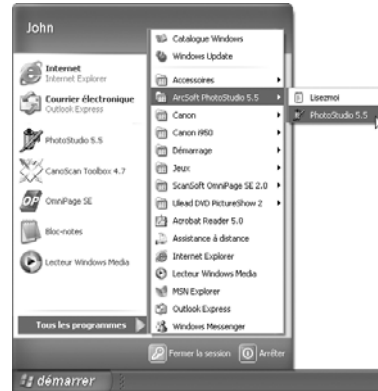 John
Internet
Internet Explorer
Courrier électronique
Outlook Express
PhotoStudio 5.5
CanoScan Toolbox 4.7
OmniPage SE
Bloc-notes
Lecteur Windows Media
Tous les programmes
Catalogue Windows
Windows Update
Accessoires
ArcSoft PhotoStudio 5.5
Canon
Canon i950
Démarrage
Jeux
ScanSoft OmniPage SE 2.0
Ulead DVD PictureShow 2
Acrobat Reader 5.0
Assistance à distance
Internet Explorer
Lecteur Windows Media
MSN Explorer
Outlook Express
Windows Messenger
Lisezmoi
PhotoStudio 5.5
Fermer la session
Arrêter
démarrer